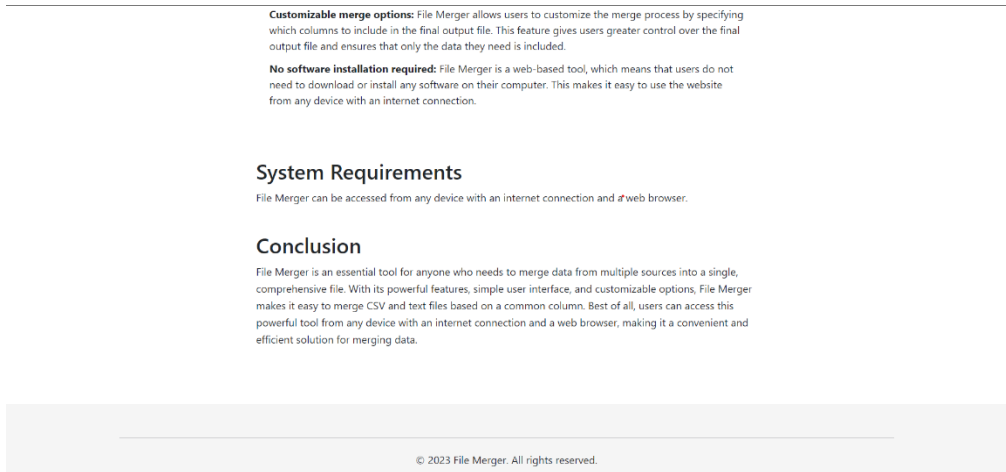 Customizable merge options: File Merger allows users to customize the merge process by specifying
which columns to include in the final output file. This feature gives users greater control over the final
output file and ensures that only the data they need is included.
No software installation required: File Merger is a web-based tool, which means that users do not
need to download or install any software on their computer. This makes it easy to use the website
from any device with an internet connection.
System Requirements
File Merger can be accessed from any device with an internet connection and a web browser.
Conclusion
File Merger is an essential tool for anyone who needs to merge data from multiple sources into a single,
comprehensive file. With its powerful features, simple user interface, and customizable options, File Merger
makes it easy to merge CSV and text files based on a common column. Best of all, users can access this
powerful tool from any device with an internet connection and a web browser, making it a convenient and
efficient solution for merging data.
© 2023 File Merger. All rights reserved.